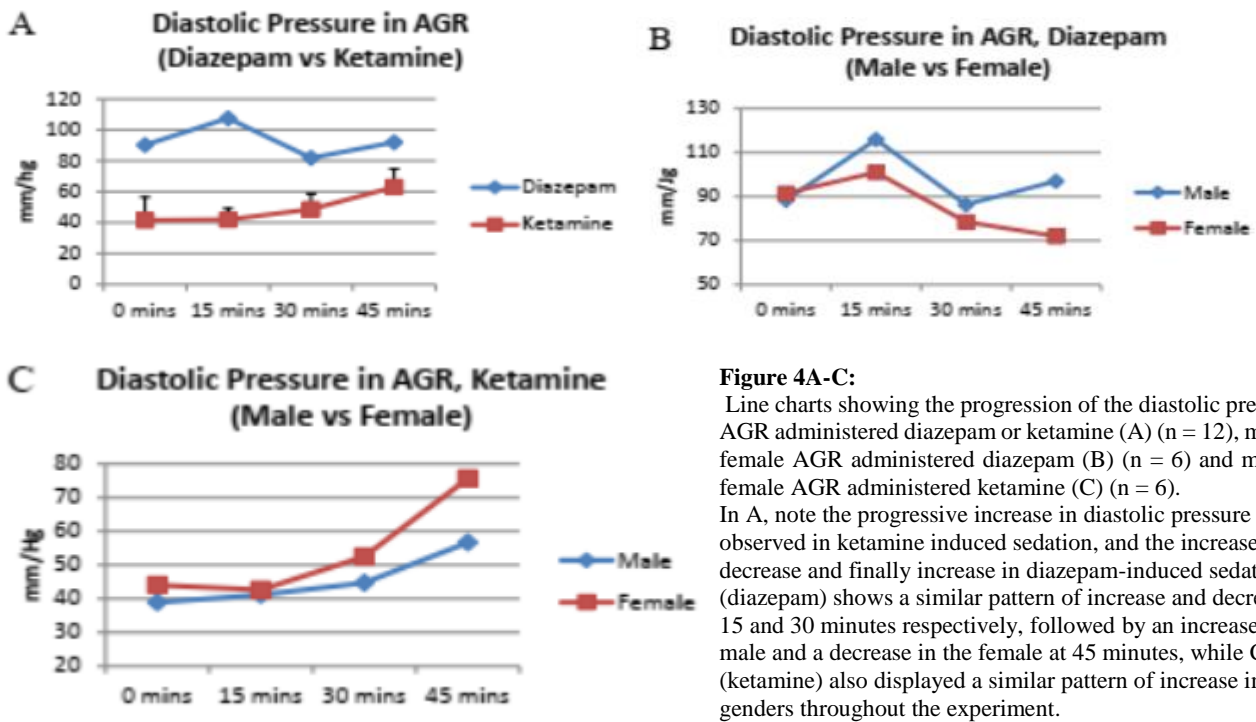 A
Diastolic Pressure in AGR
(Diazepam vs Ketamine)
mm/hg
120
100
80
60
40
20
0
0 mins 15 mins 30 mins 45 mins
Diazepam
Ketamine
B
Diastolic Pressure in AGR, Diazepam
(Male vs Female)
mm/Jg
130
110
90
70
50
0 mins 15 mins 30 mins 45 mins
Male
Female
C
Diastolic Pressure in AGR, Ketamine
(Male vs Female)
mm/Hg
80
70
60
50
40
30
20
0 mins 15 mins 30 mins 45 mins
Male
Female
Figure 4A-C:
Line charts showing the progression of the diastolic pre
AGR administered diazepam or ketamine (A) (n = 12), m
female AGR administered diazepam (B) (n = 6) and m
female AGR administered ketamine (C) (n = 6).
In A, note the progressive increase in diastolic pressure
observed in ketamine induced sedation, and the increase
decrease and finally increase in diazepam-induced sedat
(diazepam) shows a similar pattern of increase and decre
15 and 30 minutes respectively, followed by an increase
male and a decrease in the female at 45 minutes, while C
(ketamine) also displayed a similar pattern of increase in
genders throughout the experiment.